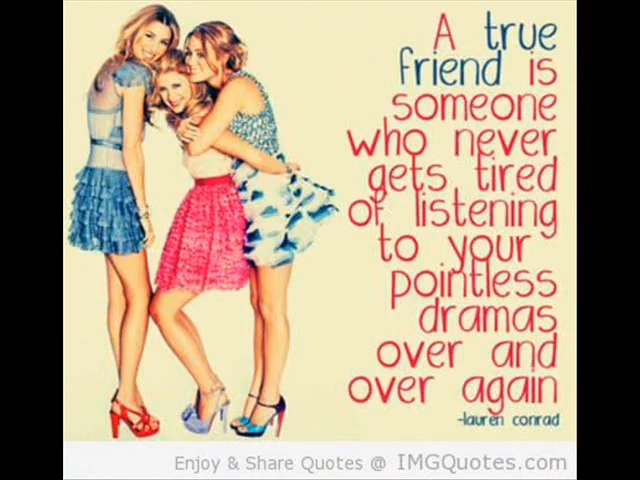 A true
friend is
someone
who never
gets tired
of listening
to your
pointless
dramas
over and
over again
-lauren conrad
Enjoy & Share Quotes @ IMGQuotes.com